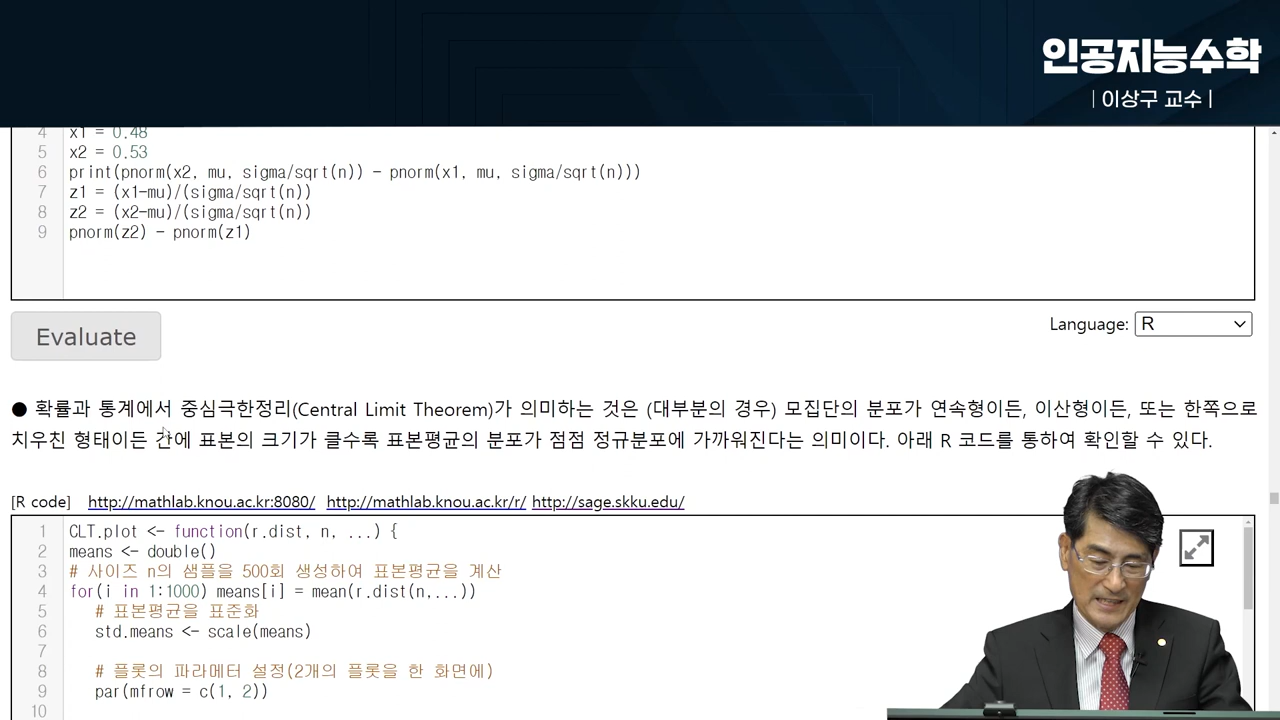 인공지능수학
| 이상구 교수 |
4 x1 = 0.48
5 x2 = 0.53
6 print(pnorm(x2, mu, sigma/sqrt(n)) - pnorm(x1, mu, sigma/sqrt(n)))
7 z1 = (x1-mu)/(sigma/sqrt(n))
8 z2 = (x2-mu)/(sigma/sqrt(n))
9 pnorm(z2) - pnorm(z1)
Evaluate
Language: R
● 확률과 통계에서 중심극한정리(Central Limit Theorem)가 의미하는 것은 (대부분의 경우) 모집단의 분포가 연속형이든, 이산형이든, 또는 한쪽으로
치우친 형태이든 간에 표본의 크기가 클수록 표본평균의 분포가 점점 정규분포에 가까워진다는 의미이다. 아래 R 코드를 통하여 확인할 수 있다.
[R code] http://mathlab.knou.ac.kr:8080/ http://mathlab.knou.ac.kr/r/ http://sage.skku.edu/
1 CLT.plot <- function(r.dist, n, ...) {
2 means <- double()
3 # 사이즈 n의 샘플을 500회 생성하여 표본평균을 계산
4 for(i in 1:1000) means[i] = mean(r.dist(n,...))
5 # 표본평균을 표준화
6 std.means <- scale(means)
7
8 # 플롯의 파라메터 설정(2개의 플롯을 한 화면에)
9 par(mfrow = c(1, 2))
10